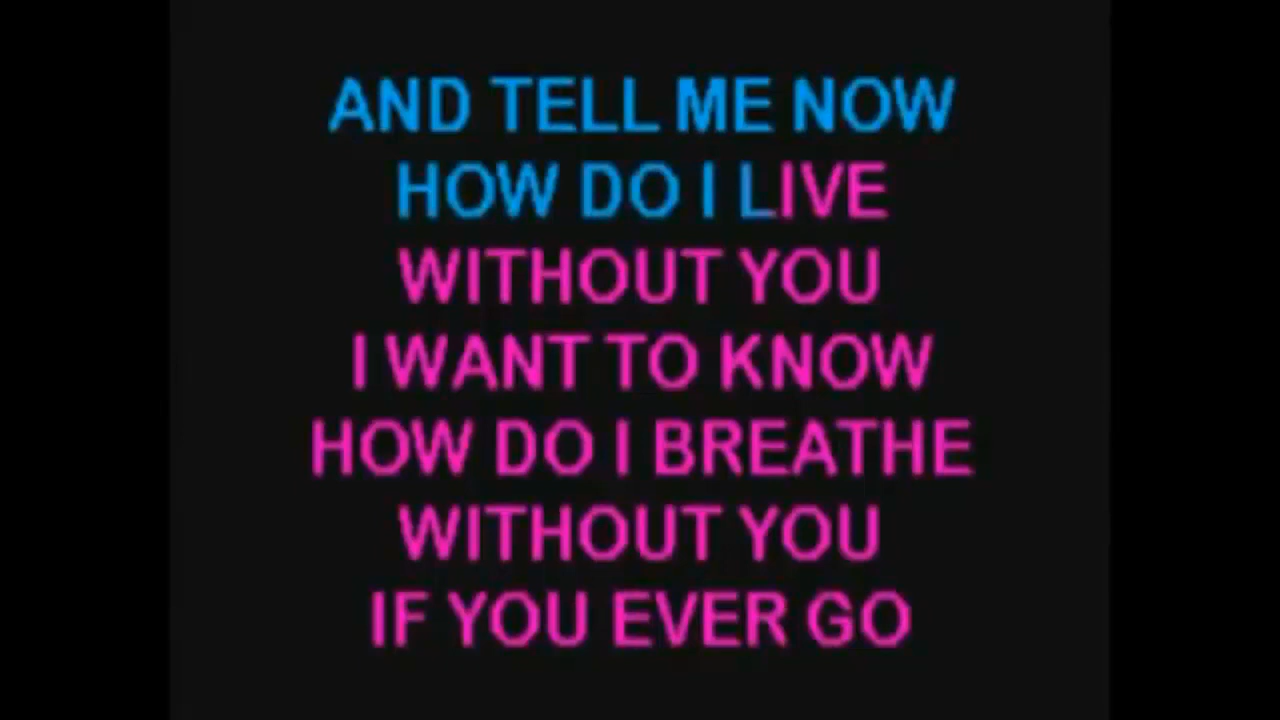 AND TELL ME NOW
HOW DO I LIVE
WITHOUT YOU
I WANT TO KNOW
HOW DO I BREATHE
WITHOUT YOU
IF YOU EVER GO